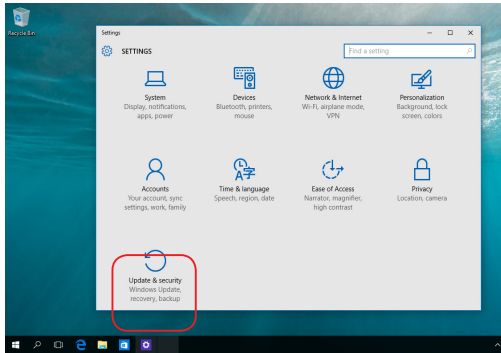 Recycle Bin
Settings
SETTINGS
Find a setting
System
Display, notifications,
apps, power
Devices
Bluetooth, printers,
mouse
Network & Internet
Wi-Fi, airplane mode,
VPN
Personalization
Background, lock
screen, colors
Accounts
Your account, sync
settings, work, family
Time & language
Speech, region, date
Ease of Access
Narrator, magnifier,
high contrast
Privacy
Location, camera
Update & security
Windows Update,
recovery, backup